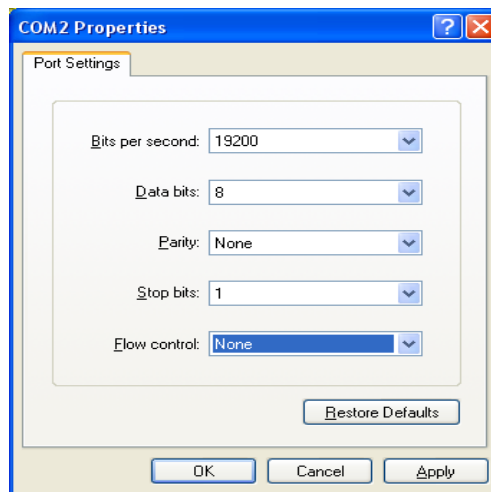 COM2 Properties
Port Settings
Bits per second: 19200
Data bits: 8
Parity: None
Stop bits: 1
Flow control: None
Restore Defaults
OK Cancel Apply